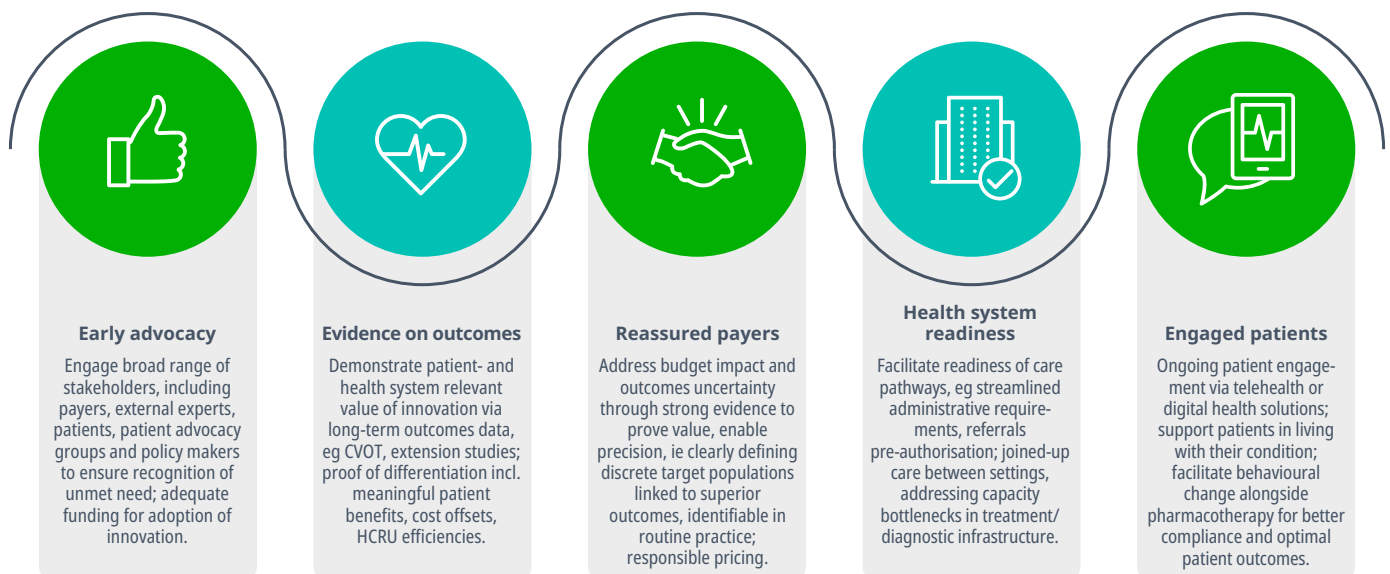 Early advocacy
Engage broad range of
stakeholders, including
payers, external experts,
patients, patient advocacy
groups and policy makers
to ensure recognition of
unmet need; adequate
funding for adoption of
innovation.
Evidence on outcomes
Demonstrate patient- and
health system relevant
value of innovation via
long-term outcomes data,
eg CVOT, extension studies;
proof of differentiation incl.
meaningful patient
benefits, cost offsets,
HCRU efficiencies.
Reassured payers
Address budget impact and
outcomes uncertainty
through strong evidence to
prove value, enable
precision, ie clearly defining
discrete target populations
linked to superior
outcomes, identifiable in
routine practice;
responsible pricing.
Health system
readiness
Facilitate readiness of care
pathways, eg streamlined
administrative require-
ments, referrals
pre-authorisation; joined-up
care between settings,
addressing capacity
bottlenecks in treatment/
diagnostic infrastructure.
Engaged patients
Ongoing patient engage-
ment via telehealth or
digital health solutions;
support patients in living
with their condition;
facilitate behavioural
change alongside
pharmacotherapy for better
compliance and optimal
patient outcomes.